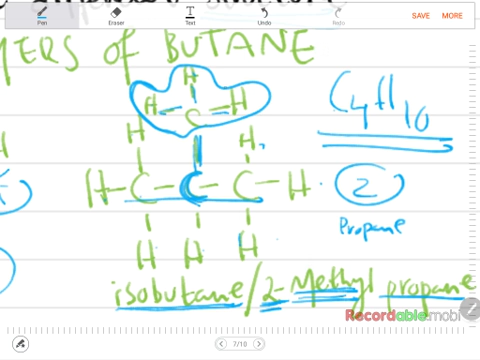 Pen Eraser Text Undo Redo SAVE MORE
MERS of BUTANE
H
H – C – H C4H10
H H
H – C – C – C – H 2
Propane
H H H
isobutane / 2-Methyl propane
Recordable.mobi
7/10